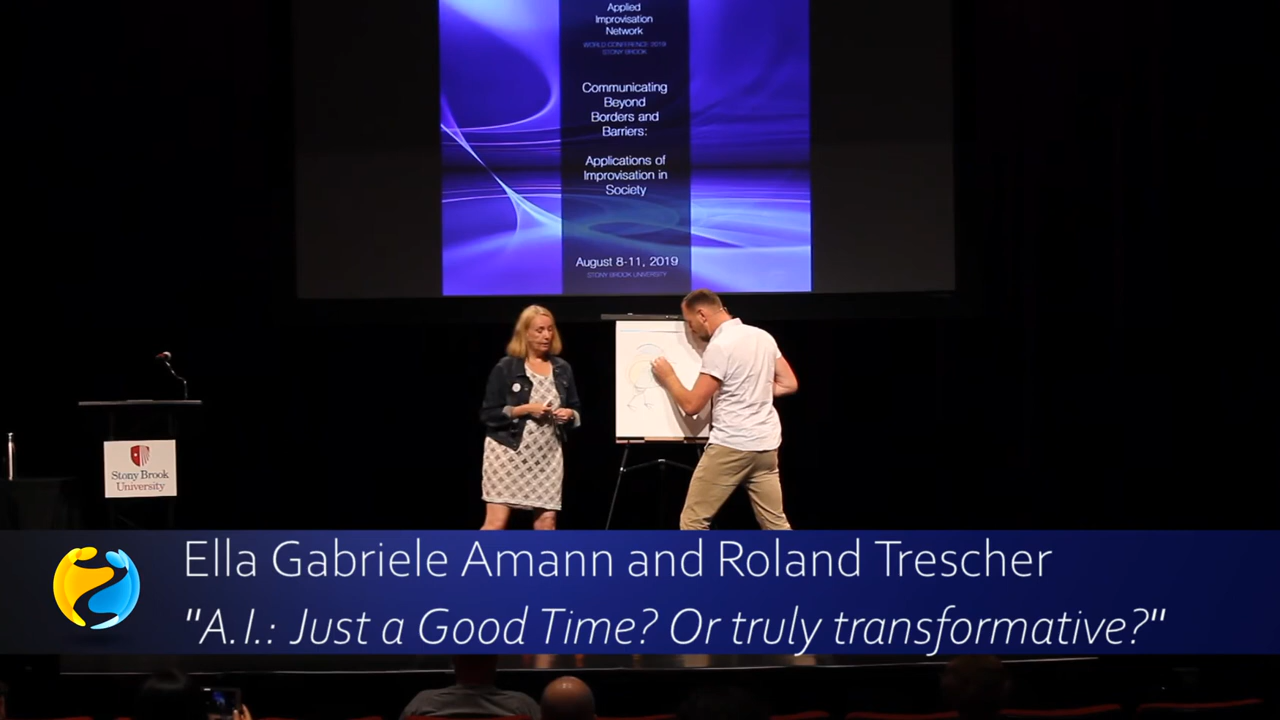 Applied
Improvisation
Network
WORLD CONFERENCE 2019
STONY BROOK
Communicating
Beyond
Borders and
Barriers:
Applications of
Improvisation in
Society
August 8-11, 2019
STONY BROOK UNIVERSITY
Stony Brook
University
Ella Gabriele Amann and Roland Trescher
"A.I.: Just a Good Time? Or truly transformative?"